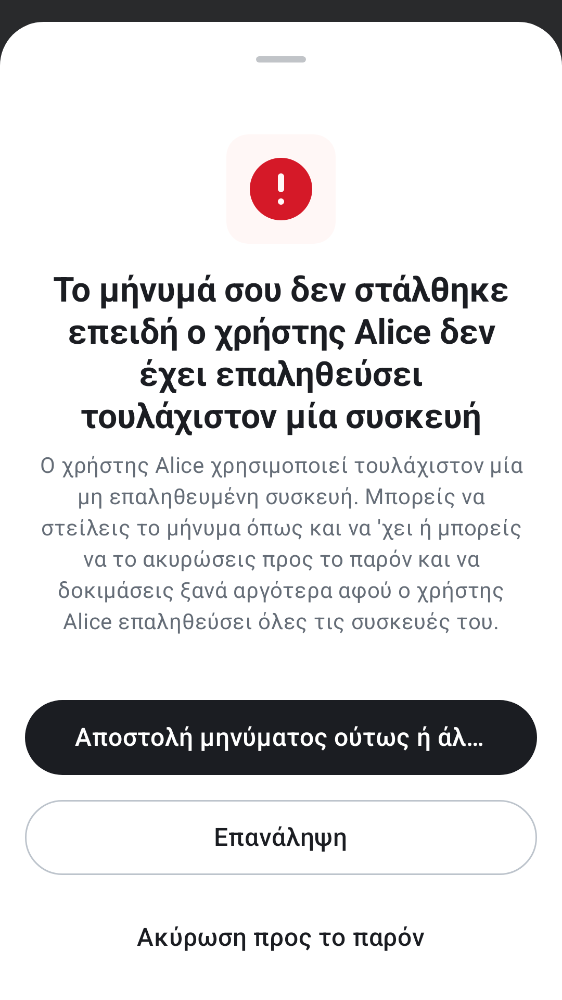 Το μήνυμά σου δεν στάλθηκε
επειδή ο χρήστης Alice δεν
έχει επαληθεύσει
τουλάχιστον μία συσκευή
Ο χρήστης Alice χρησιμοποιεί τουλάχιστον μία
μη επαληθευμένη συσκευή. Μπορείς να
στείλεις το μήνυμα όπως και να 'χει ή μπορείς
να το ακυρώσεις προς το παρόν και να
δοκιμάσεις ξανά αργότερα αφού ο χρήστης
Alice επαληθεύσει όλες τις συσκευές του.
Αποστολή μηνύματος ούτως ή άλ...
Επανάληψη
Ακύρωση προς το παρόν